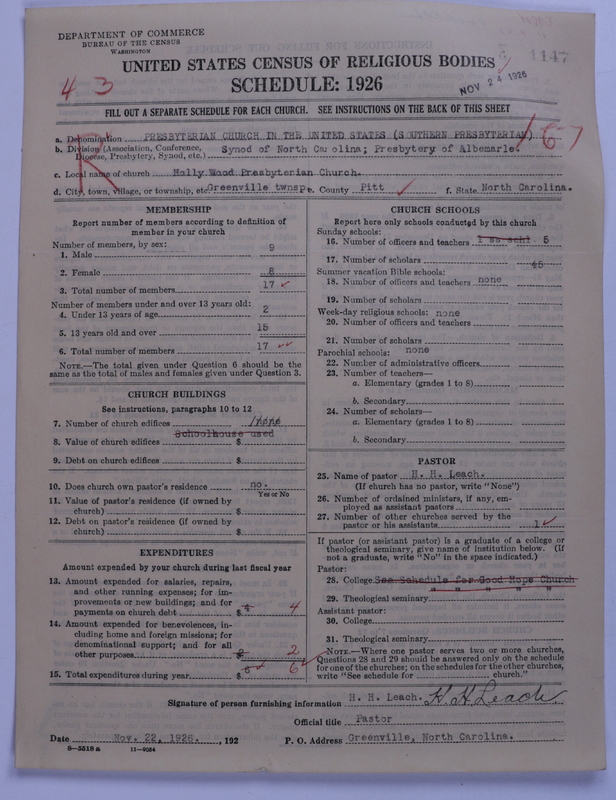 DEPARTMENT OF COMMERCE
BUREAU OF THE CENSUS
WASHINGTON
UNITED STATES CENSUS OF RELIGIOUS BODIES
1147
SCHEDULE: 1926
NOV 24 1926
43
FILL OUT A SEPARATE SCHEDULE FOR EACH CHURCH. SEE INSTRUCTIONS ON THE BACK OF THIS SHEET
a. Denomination PRESBYTERIAN CHURCH IN THE UNITED STATES (SOUTHERN PRESBYTERIAN)
167
R
b. Division (Association, Conference, Diocese, Presbytery, Synod, etc.) Synod of North Carolina; Presbytery of Albemarle.
c. Local name of church Holly Wood Presbyterian Church.
d. City, town, village, or township, etc. Greenville twnsp. e. County Pitt f. State North Carolina.
MEMBERSHIP
Report number of members according to definition of
member in your church
Number of members, by sex:
1. Male 9
2. Female 8
3. Total number of members 17
Number of members under and over 13 years old:
4. Under 13 years of age 2
5. 13 years old and over 15
6. Total number of members 17
NOTE.—The total given under Question 6 should be the
same as the total of males and females given under Question 3.
CHURCH BUILDINGS
See instructions, paragraphs 10 to 12
7. Number of church edifices none
8. Value of church edifices $ Schoolhouse used
9. Debt on church edifices $
10. Does church own pastor's residence no.
Yes or No
11. Value of pastor's residence (if owned by
church) $
12. Debt on pastor's residence (if owned by
church) $
EXPENDITURES
Amount expended by your church during last fiscal year
13. Amount expended for salaries, repairs,
and other running expenses; for im-
provements or new buildings; and for
payments on church debt $ 4
14. Amount expended for benevolences, in-
cluding home and foreign missions; for
denominational support; and for all
other purposes 2
15. Total expenditures during year $ 6
CHURCH SCHOOLS
Report here only schools conducted by this church
Sunday schools:
16. Number of officers and teachers 5
17. Number of scholars 45
Summer vacation Bible schools:
18. Number of officers and teachers none
19. Number of scholars
Week-day religious schools: none
20. Number of officers and teachers
21. Number of scholars
Parochial schools: none
22. Number of administrative officers
23. Number of teachers—
a. Elementary (grades 1 to 8)
b. Secondary
24. Number of scholars—
a. Elementary (grades 1 to 8)
b. Secondary
PASTOR
25. Name of pastor H. H. Leach.
(If church has no pastor, write "None")
26. Number of ordained ministers, if any, em-
ployed as assistant pastors
27. Number of other churches served by the
pastor or his assistants 1
If pastor (or assistant pastor) is a graduate of a college or
theological seminary, give name of institution below. (If
not a graduate, write "No" in the space indicated.)
Pastor:
28. College See Schedule for Good Hope Church
29. Theological seminary " " " " "
Assistant pastor:
30. College
31. Theological seminary
NOTE.—Where one pastor serves two or more churches,
Questions 28 and 29 should be answered only on the schedule
for one of the churches; on the schedules for the other churches,
write "See schedule for church."
Signature of person furnishing information H. H. Leach. H H Leach
Official title Pastor
Date Nov. 22, 1926. , 192
P. O. Address Greenville, North Carolina.
8—5518 a 11—9034